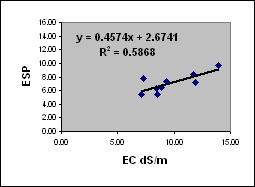 16.00
14.00
12.00
10.00
8.00
6.00
4.00
2.00
0.00
ESP
y = 0.4574x + 2.6741
R² = 0.5868
0.00 5.00 10.00 15.00
EC dS/m